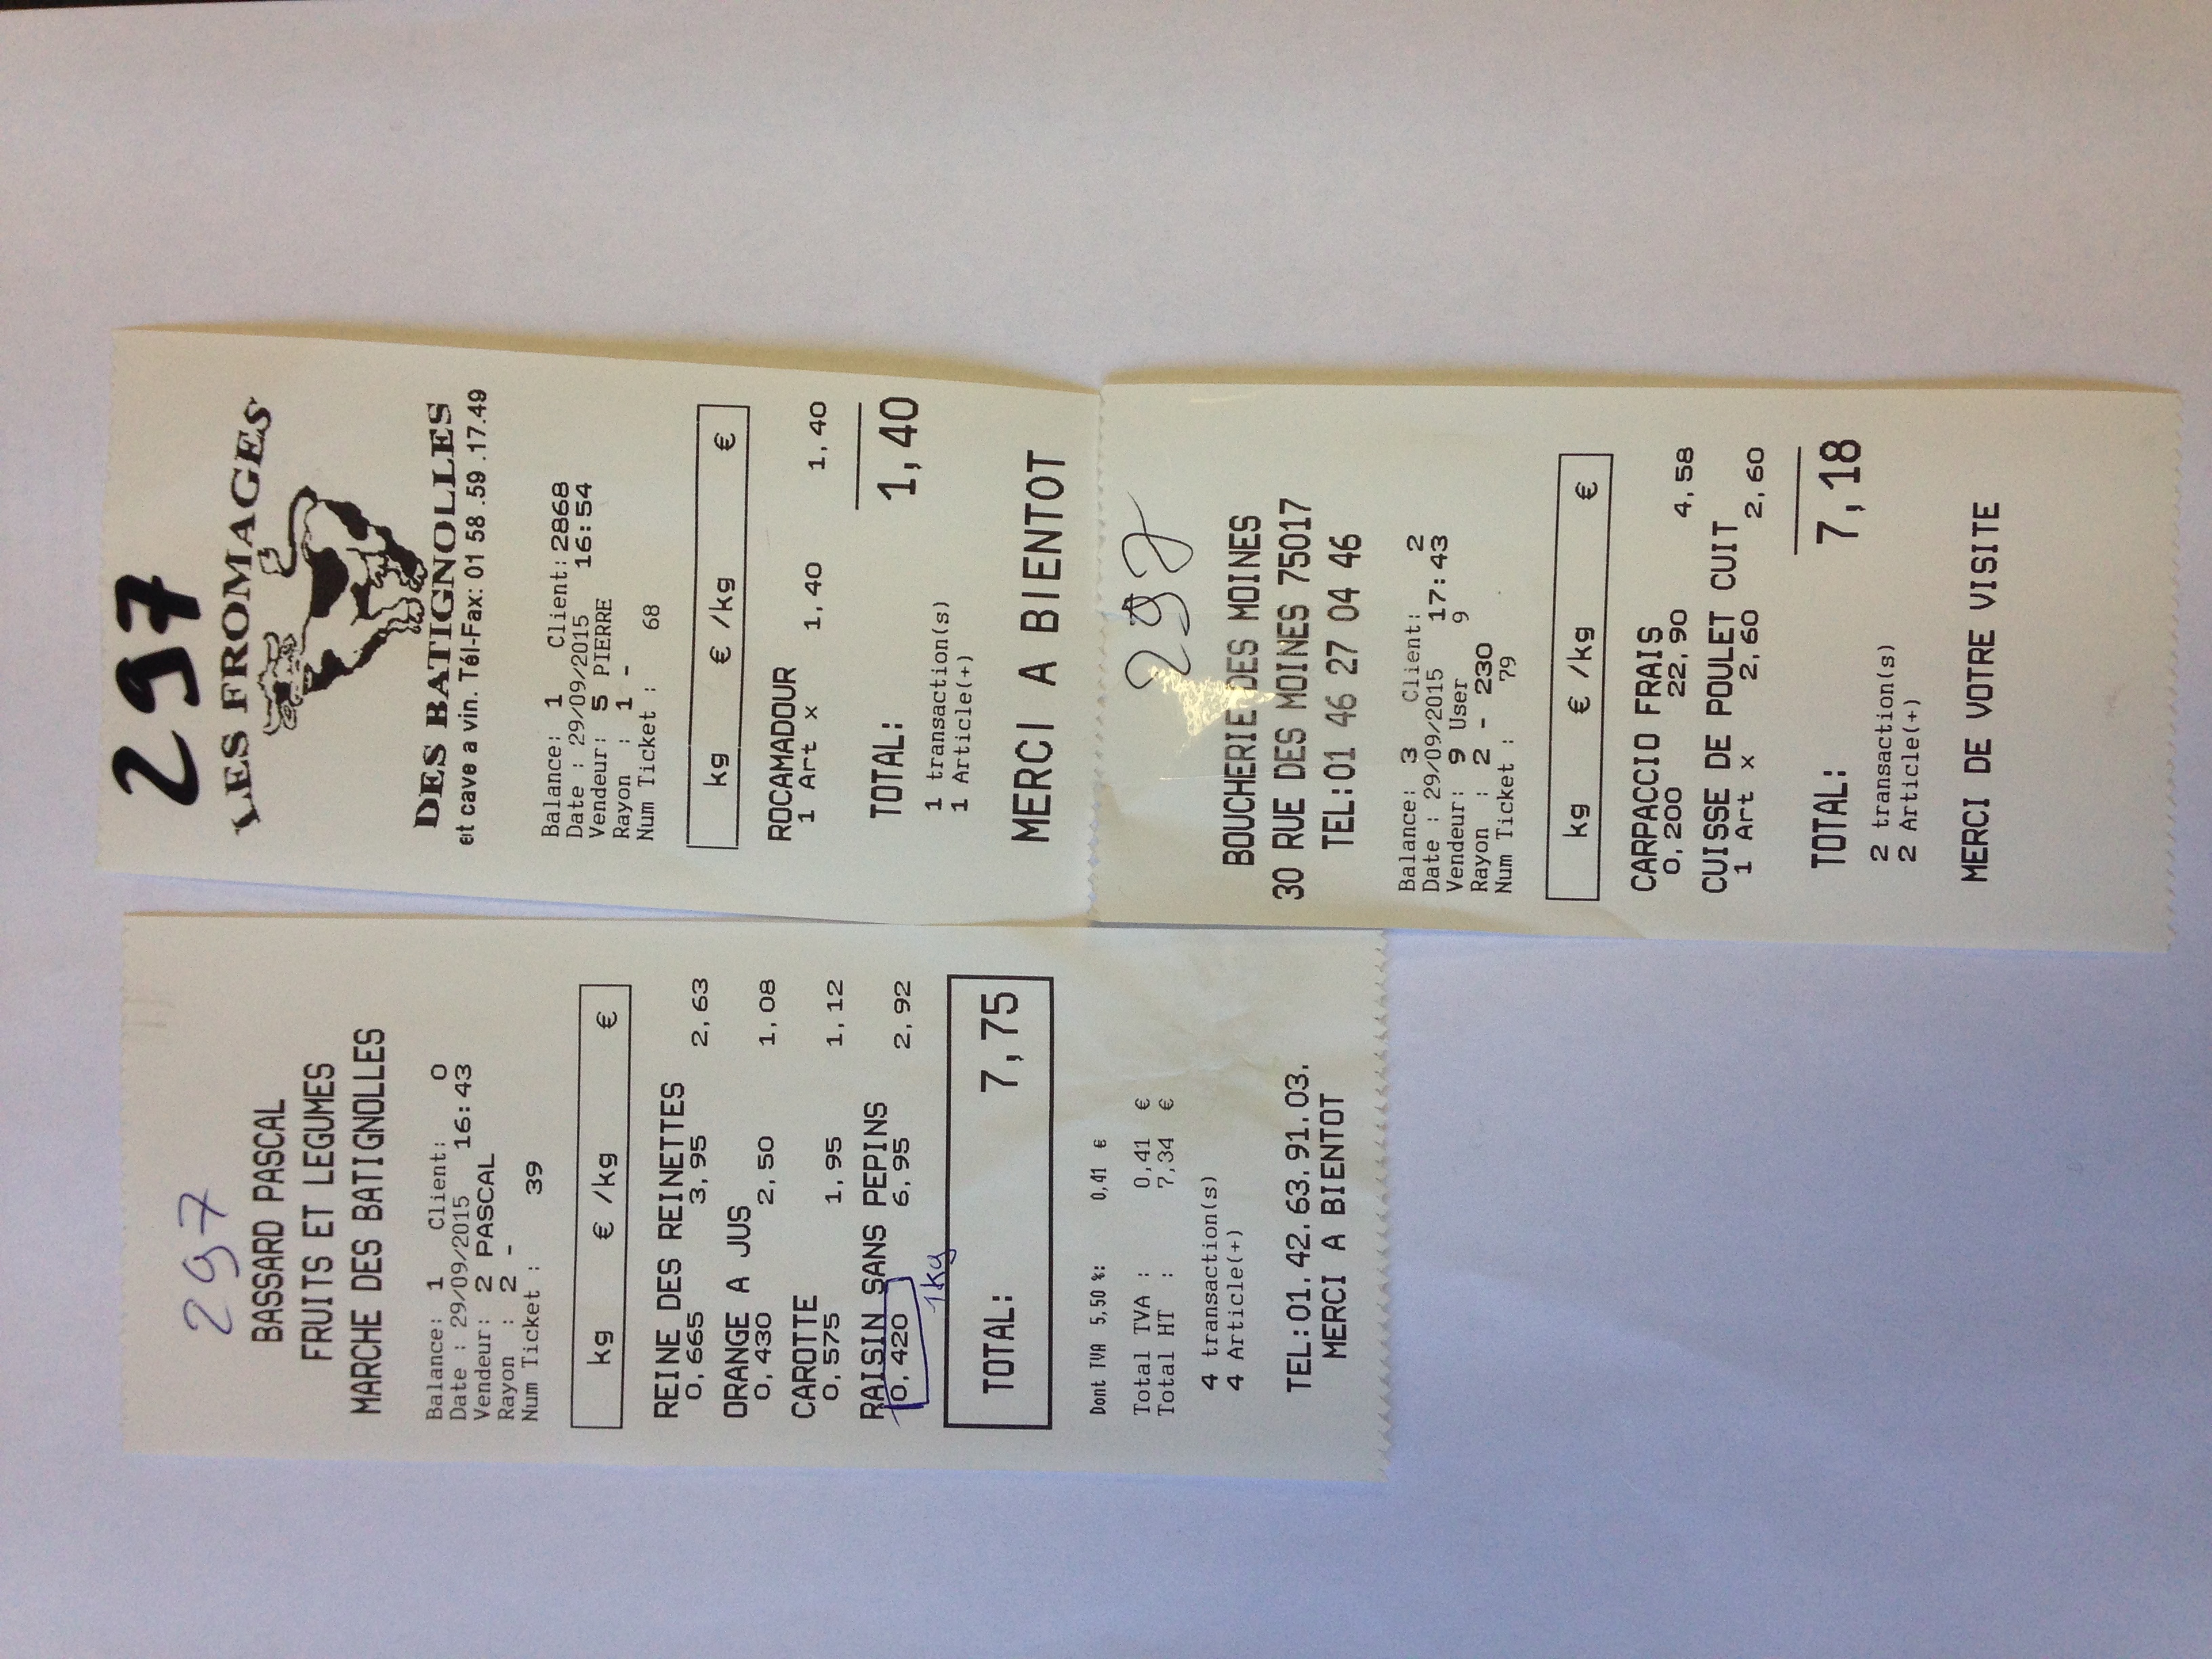 297
BASSARD PASCAL
FRUITS ET LEGUMES
MARCHE DES BATIGNOLLES
Balance: 1 Client: 0
Date : 29/09/2015 16:43
Vendeur: 2 PASCAL
Rayon : 2 -
Num Ticket : 39
kg € /kg €
REINE DES REINETTES
0,665 3,95 2,63
ORANGE A JUS
0,430 2,50 1,08
CAROTTE
0,575 1,95 1,12
RAISIN SANS PEPINS
0,420 6,95 2,92
1kg
TOTAL: 7,75
Dont TVA 5,50 %: 0,41 €
Total TVA : 0,41 €
Total HT : 7,34 €
4 transaction(s)
4 Article(+)
TEL:01.42.63.91.03.
MERCI A BIENTOT
297
LES FROMAGES
DES BATIGNOLLES
et cave a vin. Tél-Fax: 01 58 .59 .17.49
Balance: 1 Client: 2868
Date : 29/09/2015 16:54
Vendeur: 5 PIERRE
Rayon : 1 -
Num Ticket : 68
kg € /kg €
ROCAMADOUR
1 Art x 1,40 1,40
TOTAL: 1,40
1 transaction(s)
1 Article(+)
MERCI A BIENTOT
297
BOUCHERIE DES MOINES
30 RUE DES MOINES 75017
TEL:01 46 27 04 46
Balance: 3 Client: 2
Date : 29/09/2015 17:43
Vendeur: 9 User 9
Rayon : 2 - 230
Num Ticket : 79
kg € /kg €
CARPACCIO FRAIS
0,200 22,90 4,58
CUISSE DE POULET CUIT
1 Art x 2,60 2,60
TOTAL: 7,18
2 transaction(s)
2 Article(+)
MERCI DE VOTRE VISITE